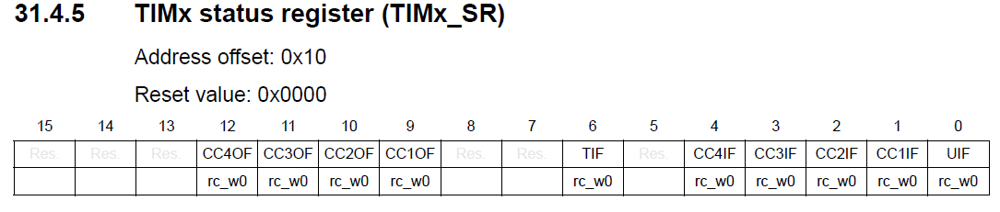 31.4.5 TIMx status register (TIMx_SR)
Address offset: 0x10
Reset value: 0x0000
15 14 13 12 11 10 9 8 7 6 5 4 3 2 1 0
Res. Res. Res. CC4OF CC3OF CC2OF CC1OF Res. Res. TIF Res. CC4IF CC3IF CC2IF CC1IF UIF
rc_w0 rc_w0 rc_w0 rc_w0 rc_w0 rc_w0 rc_w0 rc_w0 rc_w0 rc_w0